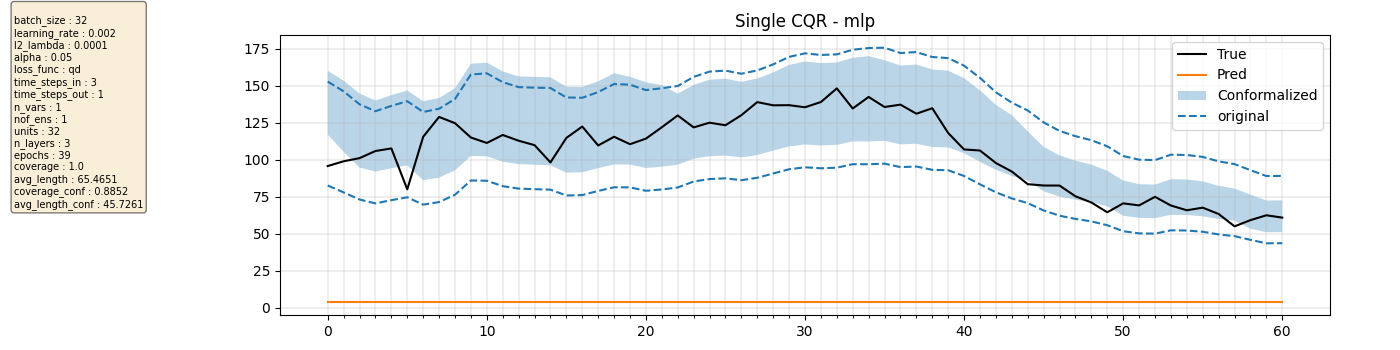 batch_size : 32
learning_rate : 0.002
l2_lambda : 0.0001
alpha : 0.05
loss_func : qd
time_steps_in : 3
time_steps_out : 1
n_vars : 1
nof_ens : 1
units : 32
n_layers : 3
epochs : 39
coverage : 1.0
avg_length : 65.4651
coverage_conf : 0.8852
avg_length_conf : 45.7261
Single CQR - mlp
175
150
125
100
75
50
25
0
True
Pred
Conformalized
original
0 10 20 30 40 50 60